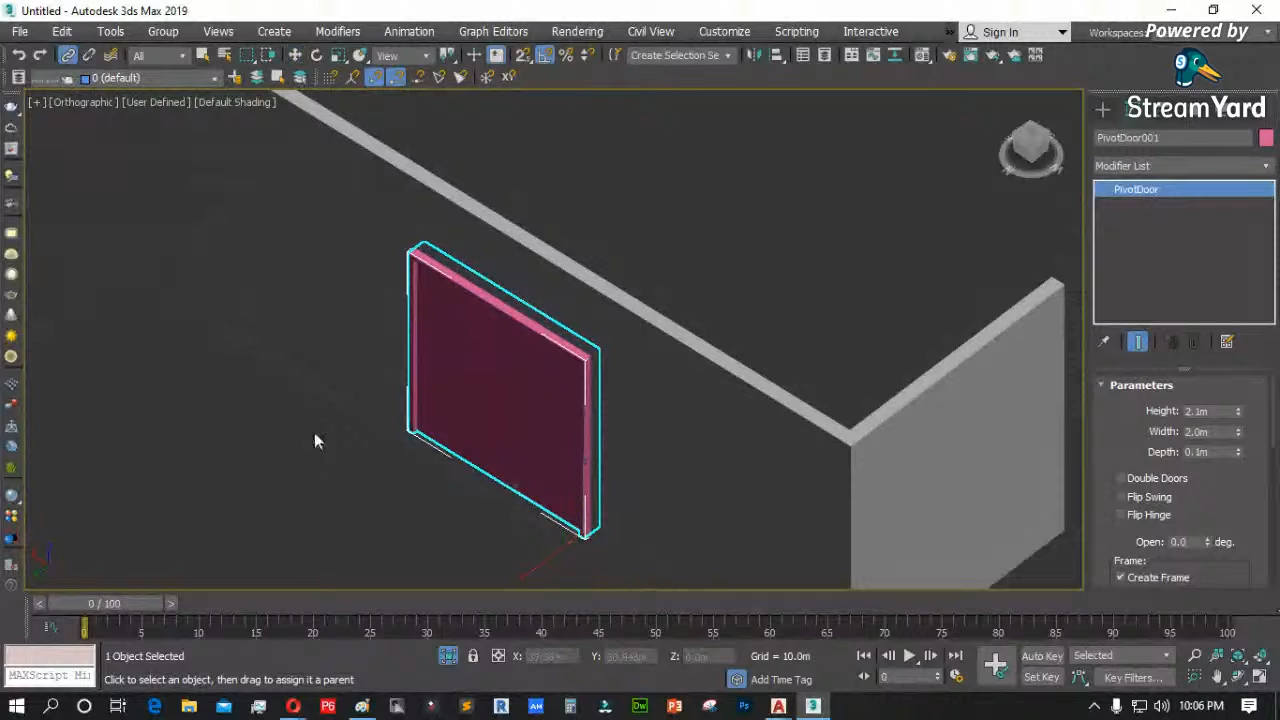 Untitled - Autodesk 3ds Max 2019
File Edit Tools Group Views Create Modifiers Animation Graph Editors Rendering Civil View Customize Scripting Interactive » Sign In Workspaces:
Powered by
StreamYard
All View Create Selection Se
0 (default)
[+] [Orthographic] [User Defined] [Default Shading]
PivotDoor001
Modifier List
PivotDoor
Parameters
Height: 2.1m
Width: 2.0m
Depth: 0.1m
Double Doors
Flip Swing
Flip Hinge
Open: 0.0 deg.
Frame:
Create Frame
< 0 / 100 >
0 5 10 15 20 25 30 35 40 45 50 55 60 65 70 75 80 85 90 95 100
1 Object Selected X: Y: Z: Grid = 10.0m Auto Key Selected
MAXScript Mi Click to select an object, then drag to assign it a parent Add Time Tag 0 Set Key Key Filters...
10:06 PM